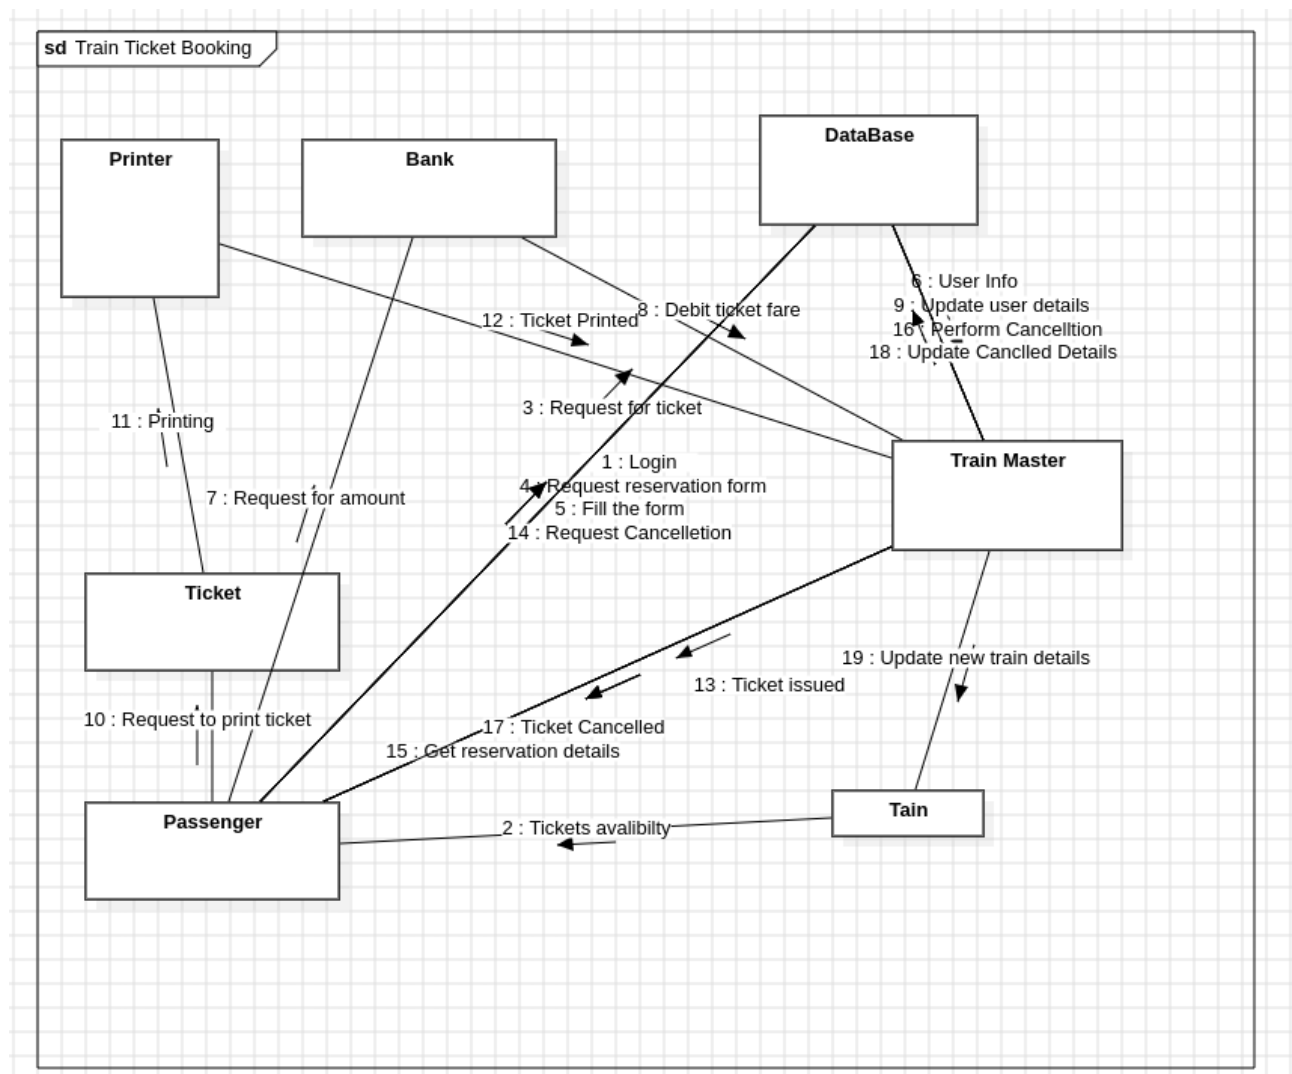 sd Train Ticket Booking
DataBase
Printer
Bank
6 : User Info
9 : Update user details
16 : Perform Cancelltion
18 : Update Canclled Details
8 : Debit ticket fare
12 : Ticket Printed
3 : Request for ticket
11 : Printing
Train Master
1 : Login
4 : Request reservation form
5 : Fill the form
14 : Request Cancelletion
7 : Request for amount
Ticket
19 : Update new train details
13 : Ticket issued
10 : Request to print ticket
17 : Ticket Cancelled
15 : Get reservation details
Tain
Passenger
2 : Tickets avalibilty